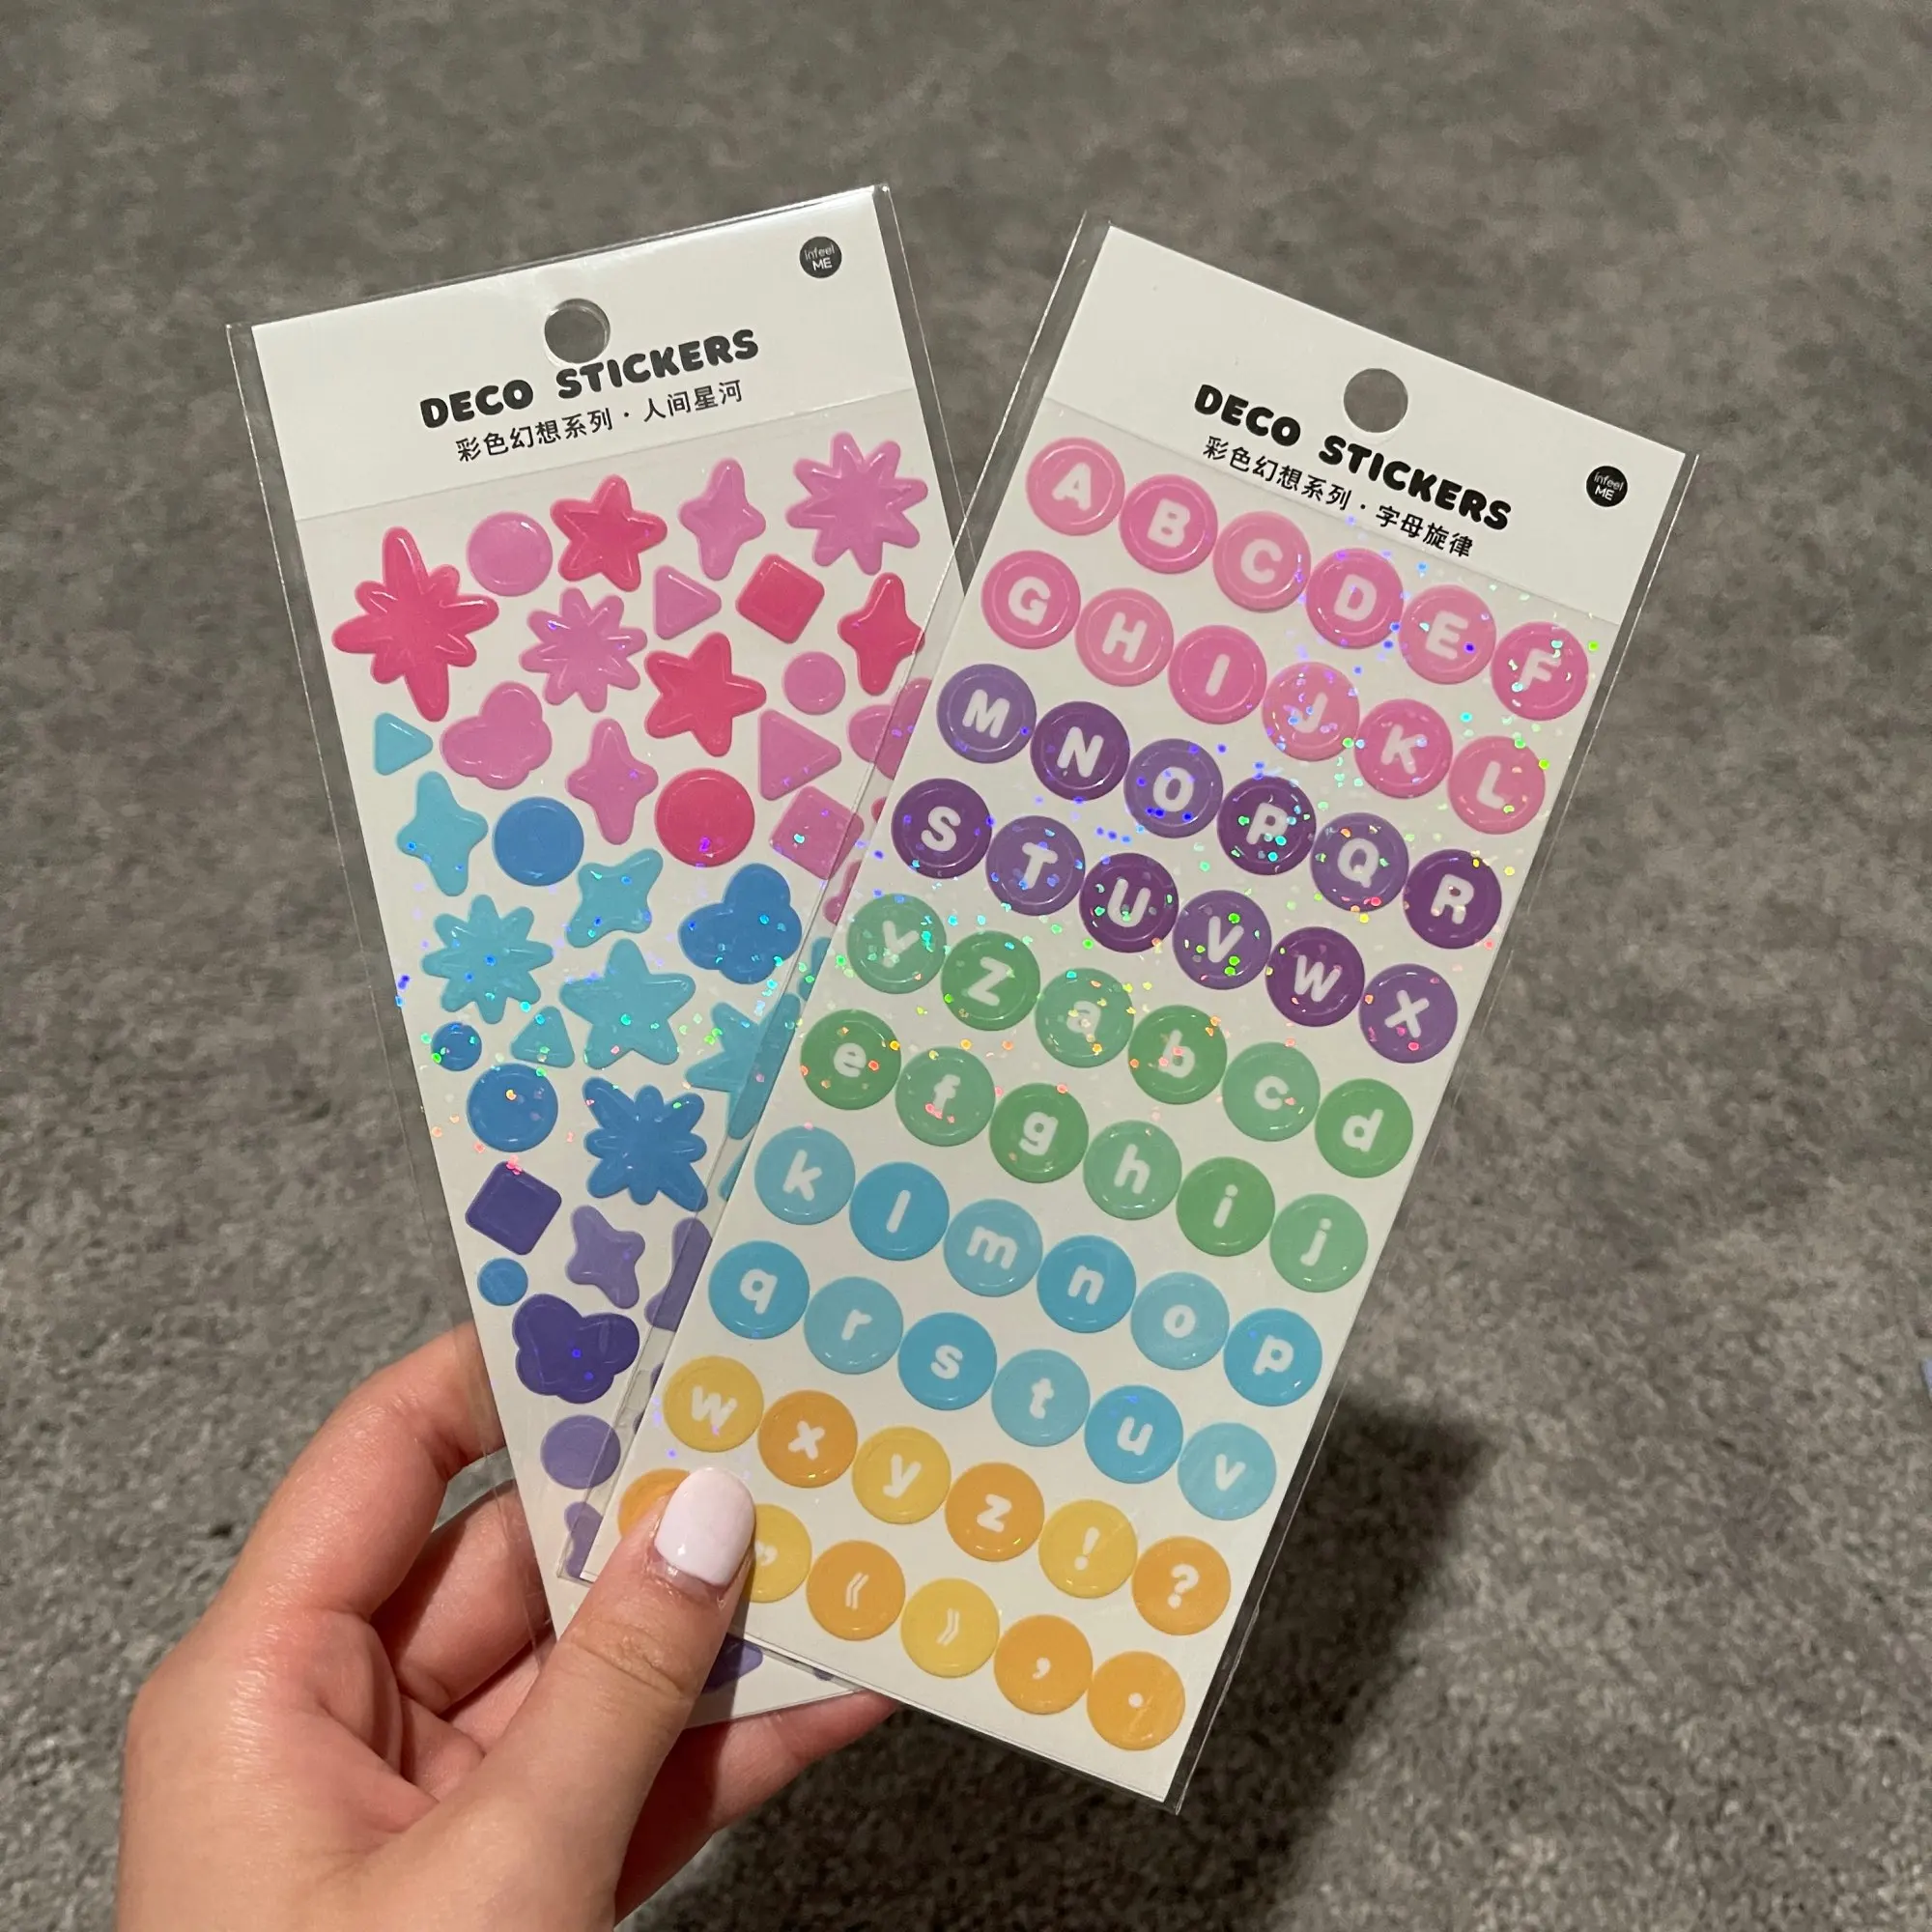 infeel
ME
DECO STICKERS
彩色幻想系列·人间星河
DECO STICKERS
彩色幻想系列·字母旋律
infeel
ME
A B C D E F
G H I J K L
M N O P Q R
S T U V W X
Y Z a b c d
e f g h i j
k l m n o p
q r s t u v
w x y z ! ?
” 《 》 , .